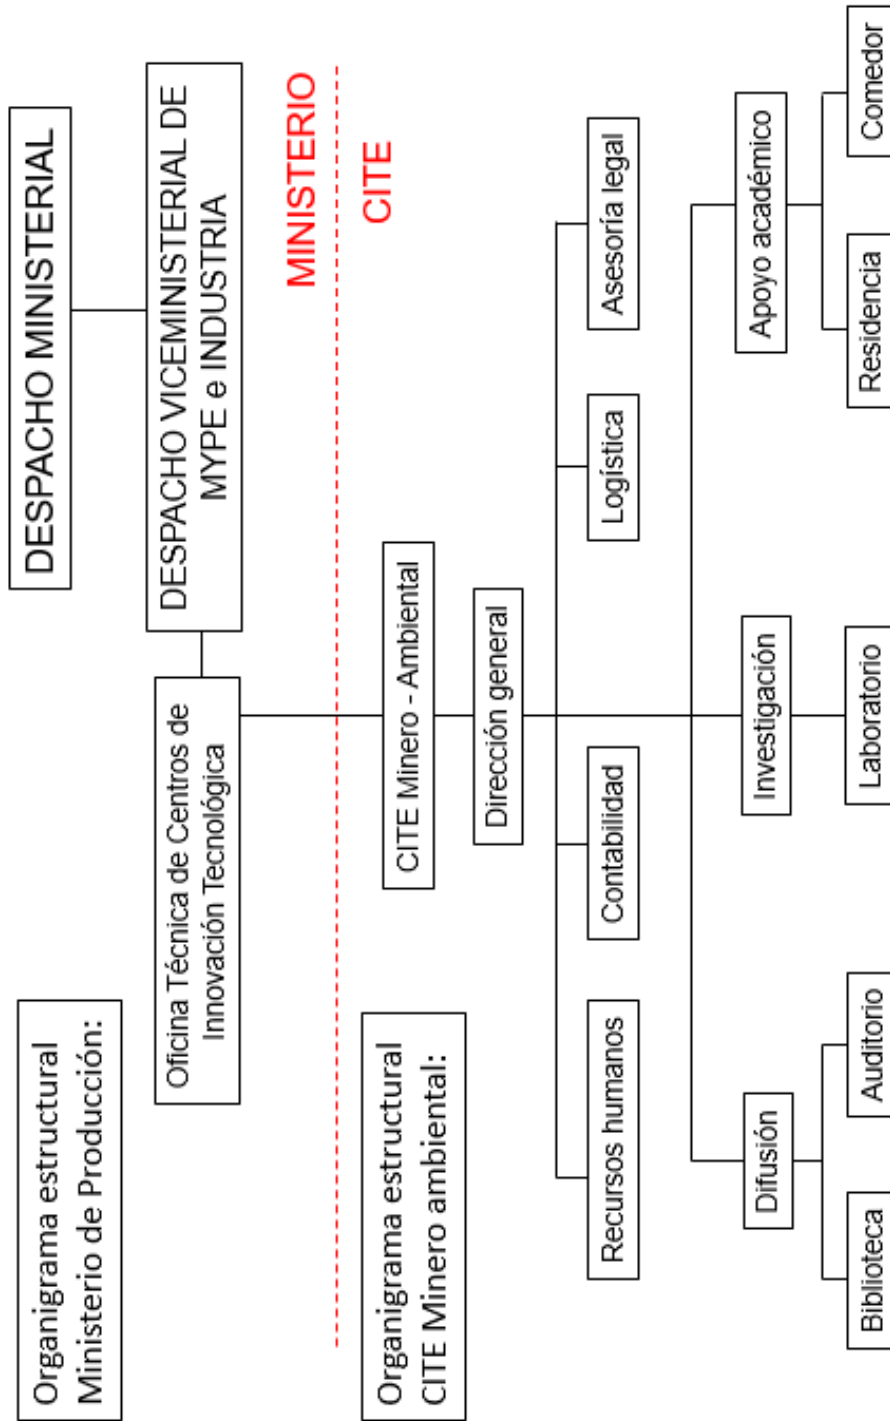 Organigrama estructural
Ministerio de Producción:
DESPACHO MINISTERIAL
DESPACHO VICEMINISTERIAL DE
MYPE e INDUSTRIA
Oficina Técnica de Centros de
Innovación Tecnológica
MINISTERIO
CITE
Organigrama estructural
CITE Minero ambiental:
CITE Minero - Ambiental
Dirección general
Recursos humanos
Contabilidad
Logística
Asesoría legal
Difusión
Investigación
Apoyo académico
Biblioteca
Auditorio
Laboratorio
Residencia
Comedor